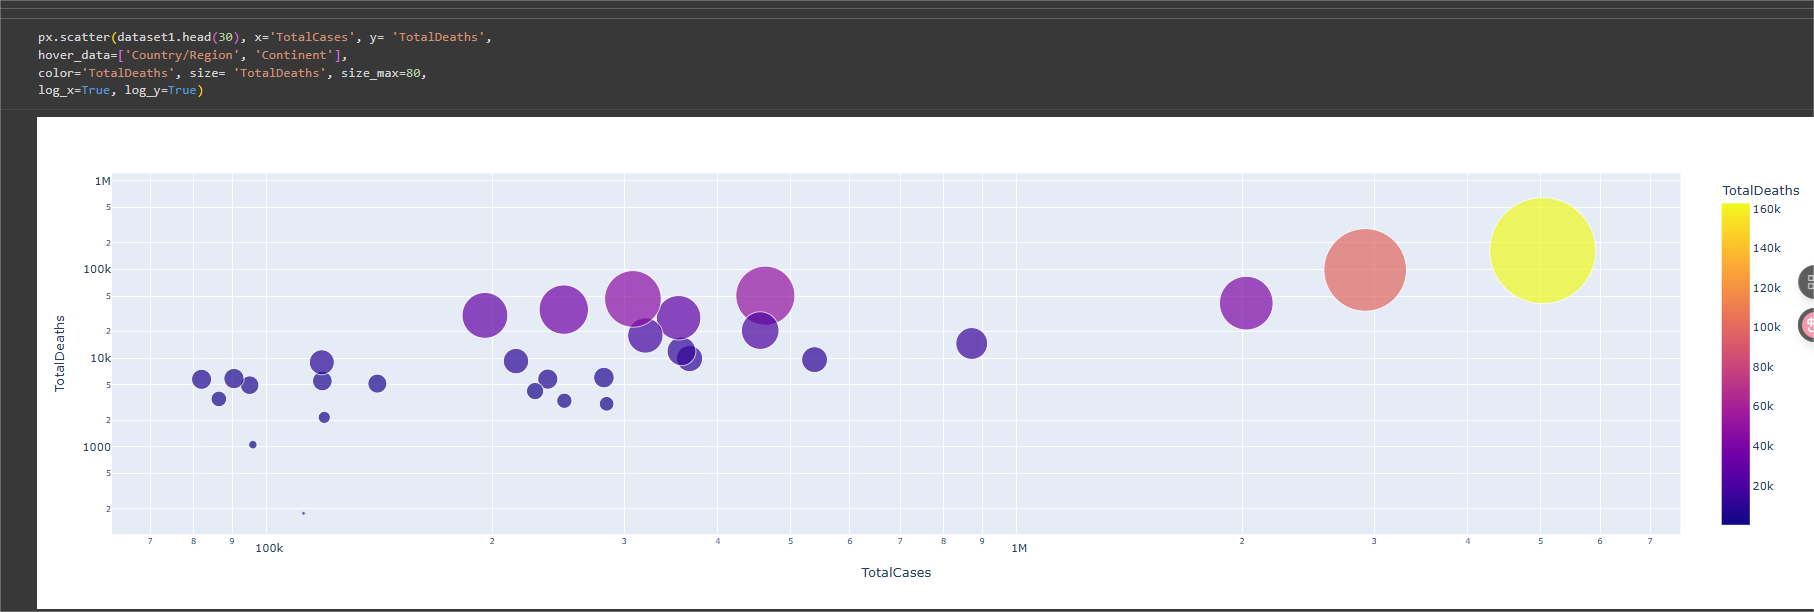 px.scatter(dataset1.head(30), x='TotalCases', y= 'TotalDeaths',
hover_data=['Country/Region', 'Continent'],
color='TotalDeaths', size= 'TotalDeaths', size_max=80,
log_x=True, log_y=True)
TotalDeaths
1M
5
2
100k
5
2
10k
5
2
1000
5
2
7 8 9 100k 2 3 4 5 6 7 8 9 1M 2 3 4 5 6 7
TotalCases
TotalDeaths
160k
140k
120k
100k
80k
60k
40k
20k